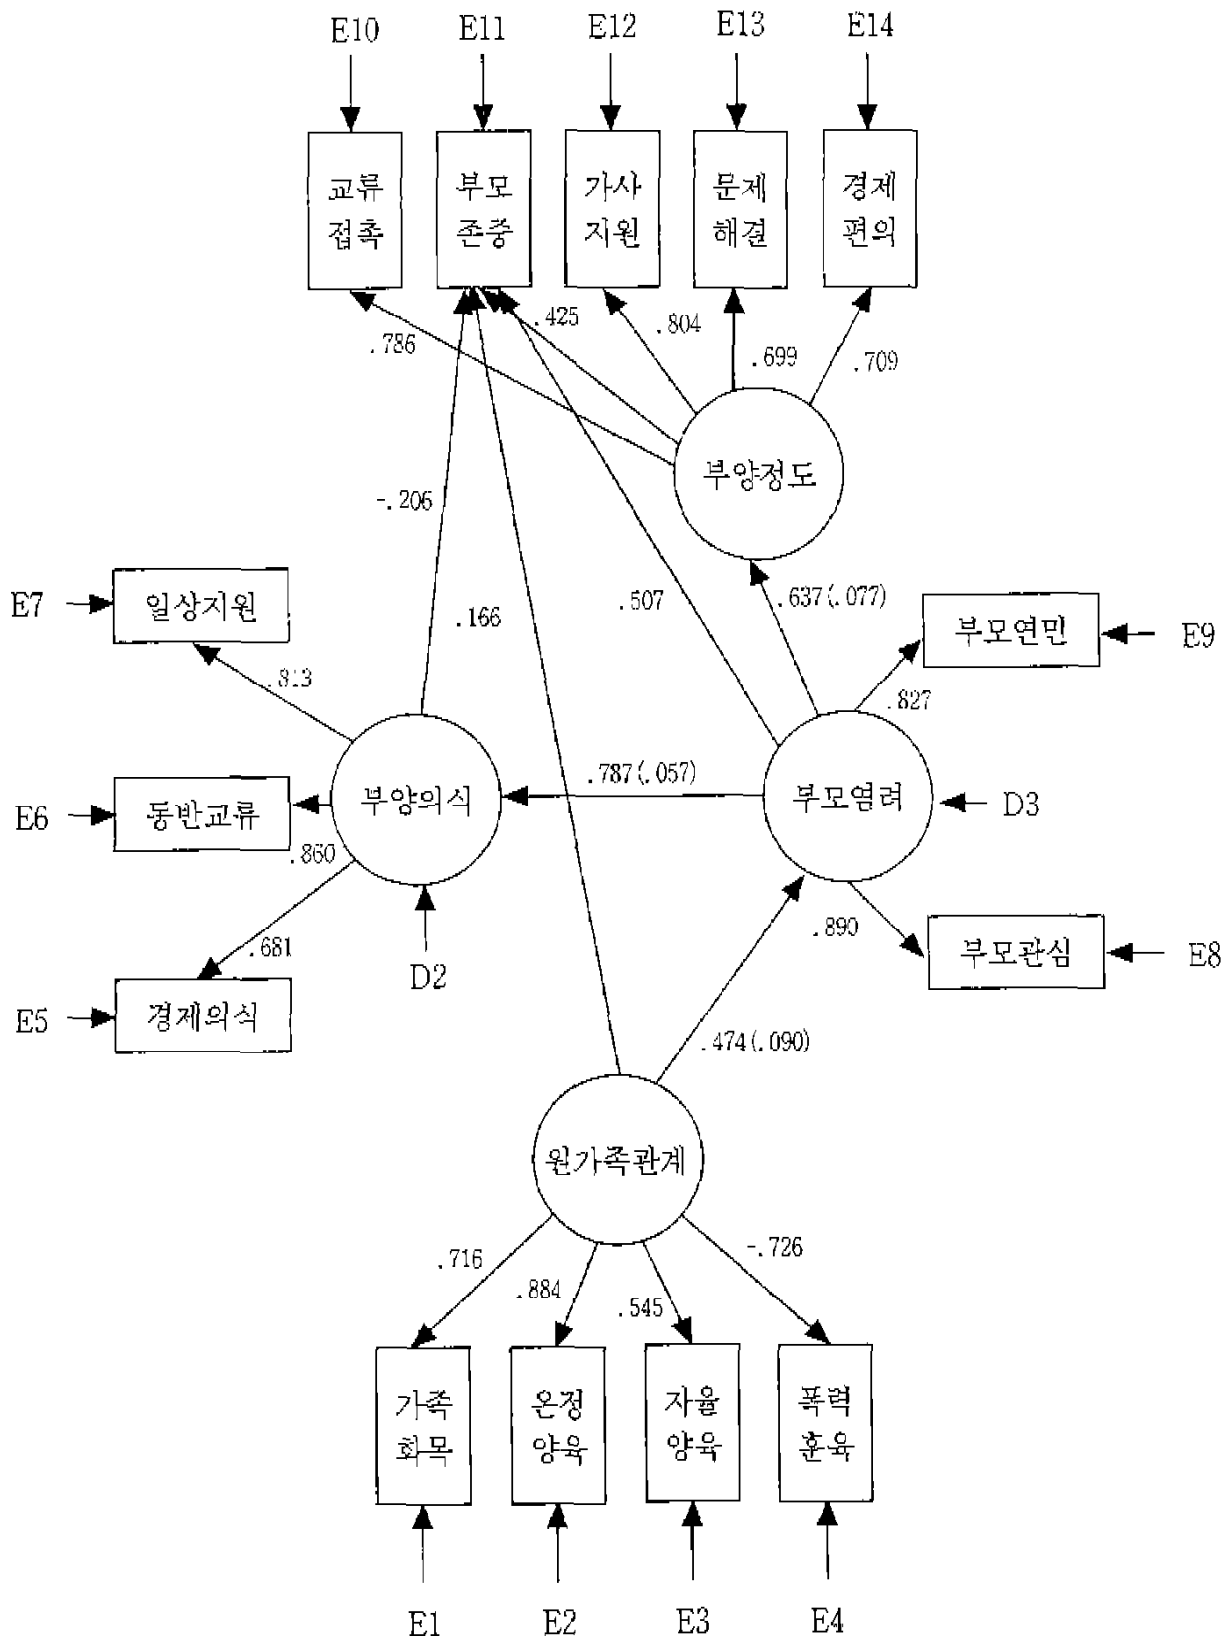 E10 E11 E12 E13 E14
교류 부모 가사 문제 경제
접촉 존중 지원 해결 편의
.425
.804
.786
.699
.709
부양정도
-.206
E7
일상지원
.166
.507
.637(.077)
부모연민
E9
.813
.827
.787(.057)
E6
동반교류
부양의식
부모염려
D3
.860
.890
.681
D2
부모관심
E8
E5
경제의식
.474(.090)
원가족관계
.716
.884
.545
-.726
가족 온정 자율 폭력
화목 양육 양육 훈육
E1 E2 E3 E4